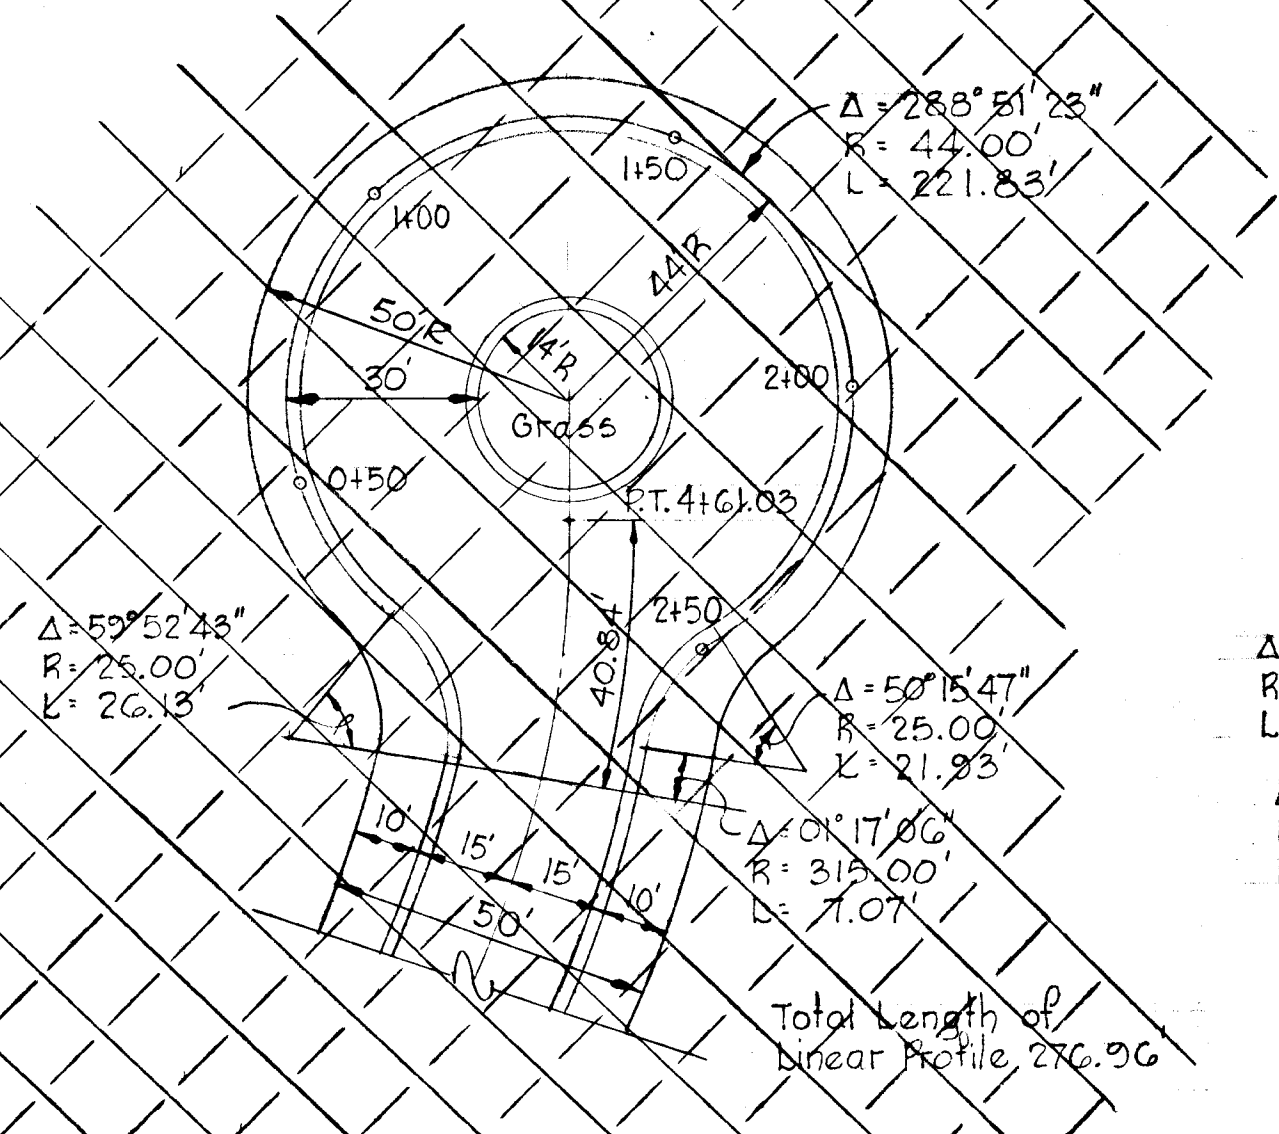 Δ = 288° 51' 23"
R = 44.00'
L = 221.83'
1+50
1+00
44'R
50'R
14'R
30'
2+00
Grass
0+50
P.T. 4+61.03
2+50
40.84'
Δ = 59° 52' 43"
R = 25.00'
L = 26.13'
Δ = 50° 15' 47"
R = 25.00'
L = 21.93'
Δ = 01° 17' 06"
R = 315.00'
L = 7.07'
10'
15'
15'
10'
50'
Total Length of
Linear Profile 276.96'
Δ
R
L